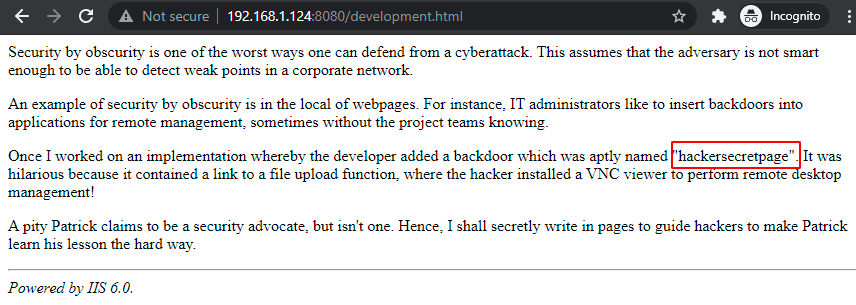 Not secure | 192.168.1.124:8080/development.html Incognito
Security by obscurity is one of the worst ways one can defend from a cyberattack. This assumes that the adversary is not smart
enough to be able to detect weak points in a corporate network.
An example of security by obscurity is in the local of webpages. For instance, IT administrators like to insert backdoors into
applications for remote management, sometimes without the project teams knowing.
Once I worked on an implementation whereby the developer added a backdoor which was aptly named "hackersecretpage". It was
hilarious because it contained a link to a file upload function, where the hacker installed a VNC viewer to perform remote desktop
management!
A pity Patrick claims to be a security advocate, but isn't one. Hence, I shall secretly write in pages to guide hackers to make Patrick
learn his lesson the hard way.
Powered by IIS 6.0.